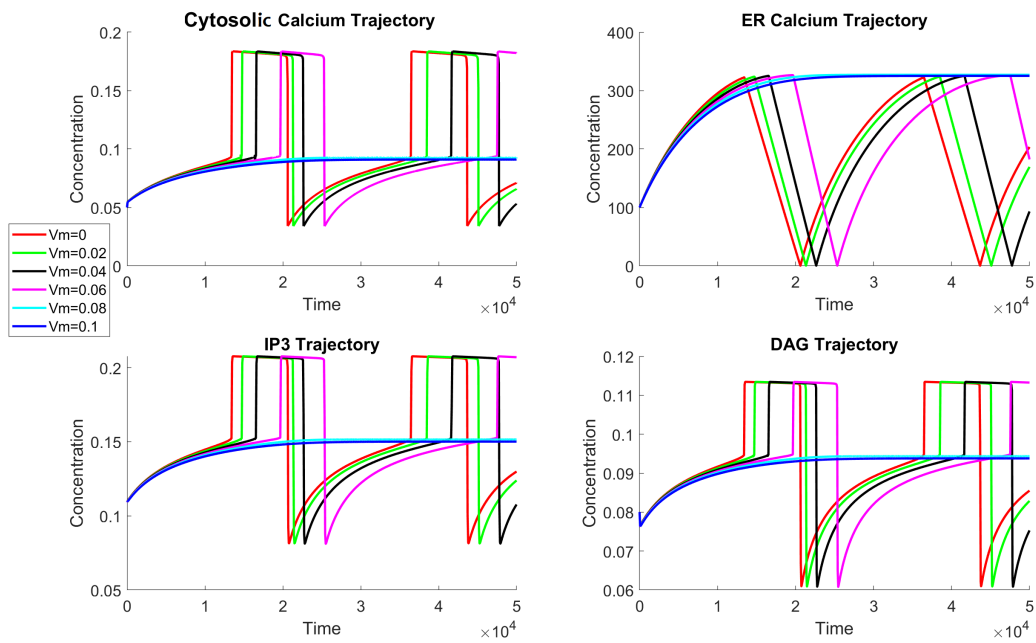 Cytosolic Calcium Trajectory
0.2
0.15
0.1
0.05
0
Concentration
0
1
2
3
4
5
×10⁴
Time
ER Calcium Trajectory
400
300
200
100
0
Concentration
0
1
2
3
4
5
×10⁴
Time
Vm=0
Vm=0.02
Vm=0.04
Vm=0.06
Vm=0.08
Vm=0.1
IP3 Trajectory
0.2
0.15
0.1
0.05
Concentration
0
1
2
3
4
5
×10⁴
Time
DAG Trajectory
0.12
0.11
0.1
0.09
0.08
0.07
0.06
Concentration
0
1
2
3
4
5
×10⁴
Time